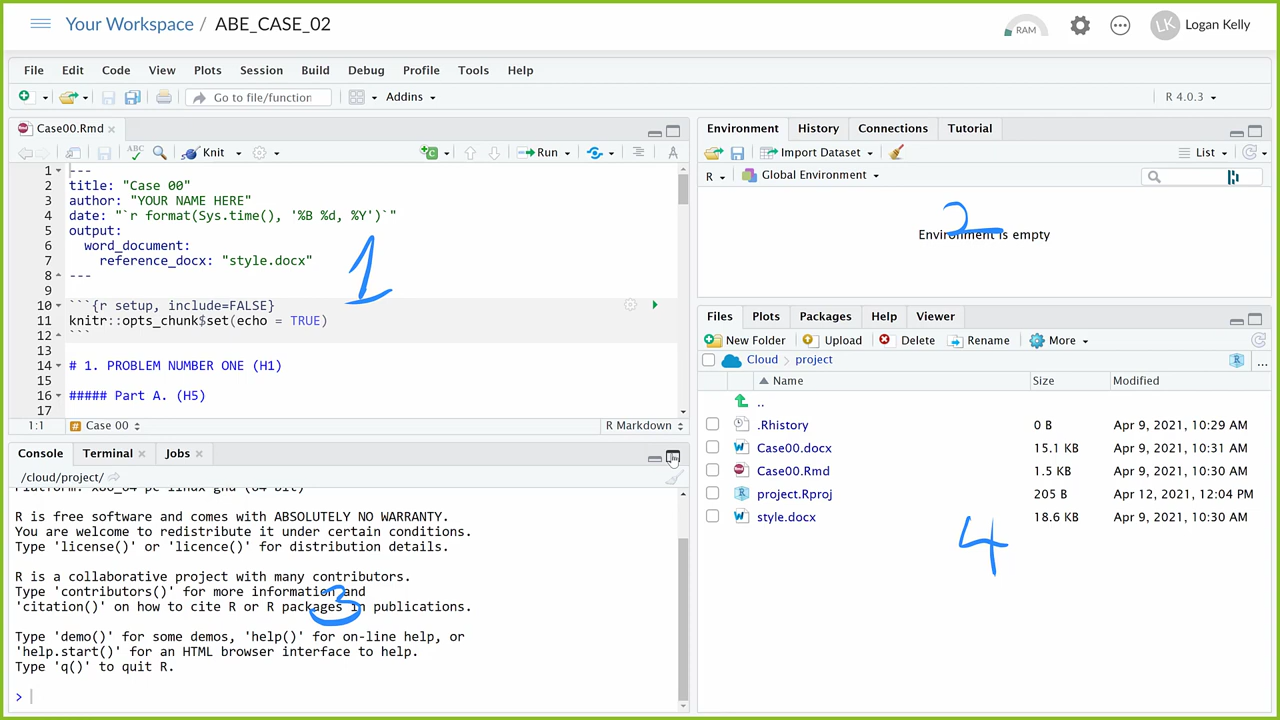 Your Workspace / ABE_CASE_02
RAM
LK Logan Kelly
File Edit Code View Plots Session Build Debug Profile Tools Help
Go to file/function Addins R 4.0.3
Case00.Rmd
ABC Knit Run
1 ---
2 title: "Case 00"
3 author: "YOUR NAME HERE"
4 date: "`r format(Sys.time(), '%B %d, %Y')`"
5 output:
6 word_document:
7 reference_docx: "style.docx"
8 ---
9
10 ```{r setup, include=FALSE}
11 knitr::opts_chunk$set(echo = TRUE)
12 ```
13
14 # 1. PROBLEM NUMBER ONE (H1)
15
16 ##### Part A. (H5)
17
1:1 # Case 00 R Markdown
1
Console Terminal Jobs
/cloud/project/
R is free software and comes with ABSOLUTELY NO WARRANTY.
You are welcome to redistribute it under certain conditions.
Type 'license()' or 'licence()' for distribution details.
R is a collaborative project with many contributors.
Type 'contributors()' for more information and
'citation()' on how to cite R or R packages in publications.
Type 'demo()' for some demos, 'help()' for on-line help, or
'help.start()' for an HTML browser interface to help.
Type 'q()' to quit R.
>
3
Environment History Connections Tutorial
Import Dataset List
R Global Environment
2
Environment is empty
Files Plots Packages Help Viewer
New Folder Upload Delete Rename More
Cloud project R ...
Name Size Modified
..
.Rhistory 0 B Apr 9, 2021, 10:29 AM
Case00.docx 15.1 KB Apr 9, 2021, 10:31 AM
Case00.Rmd 1.5 KB Apr 9, 2021, 10:30 AM
project.Rproj 205 B Apr 12, 2021, 12:04 PM
style.docx 18.6 KB Apr 9, 2021, 10:30 AM
4